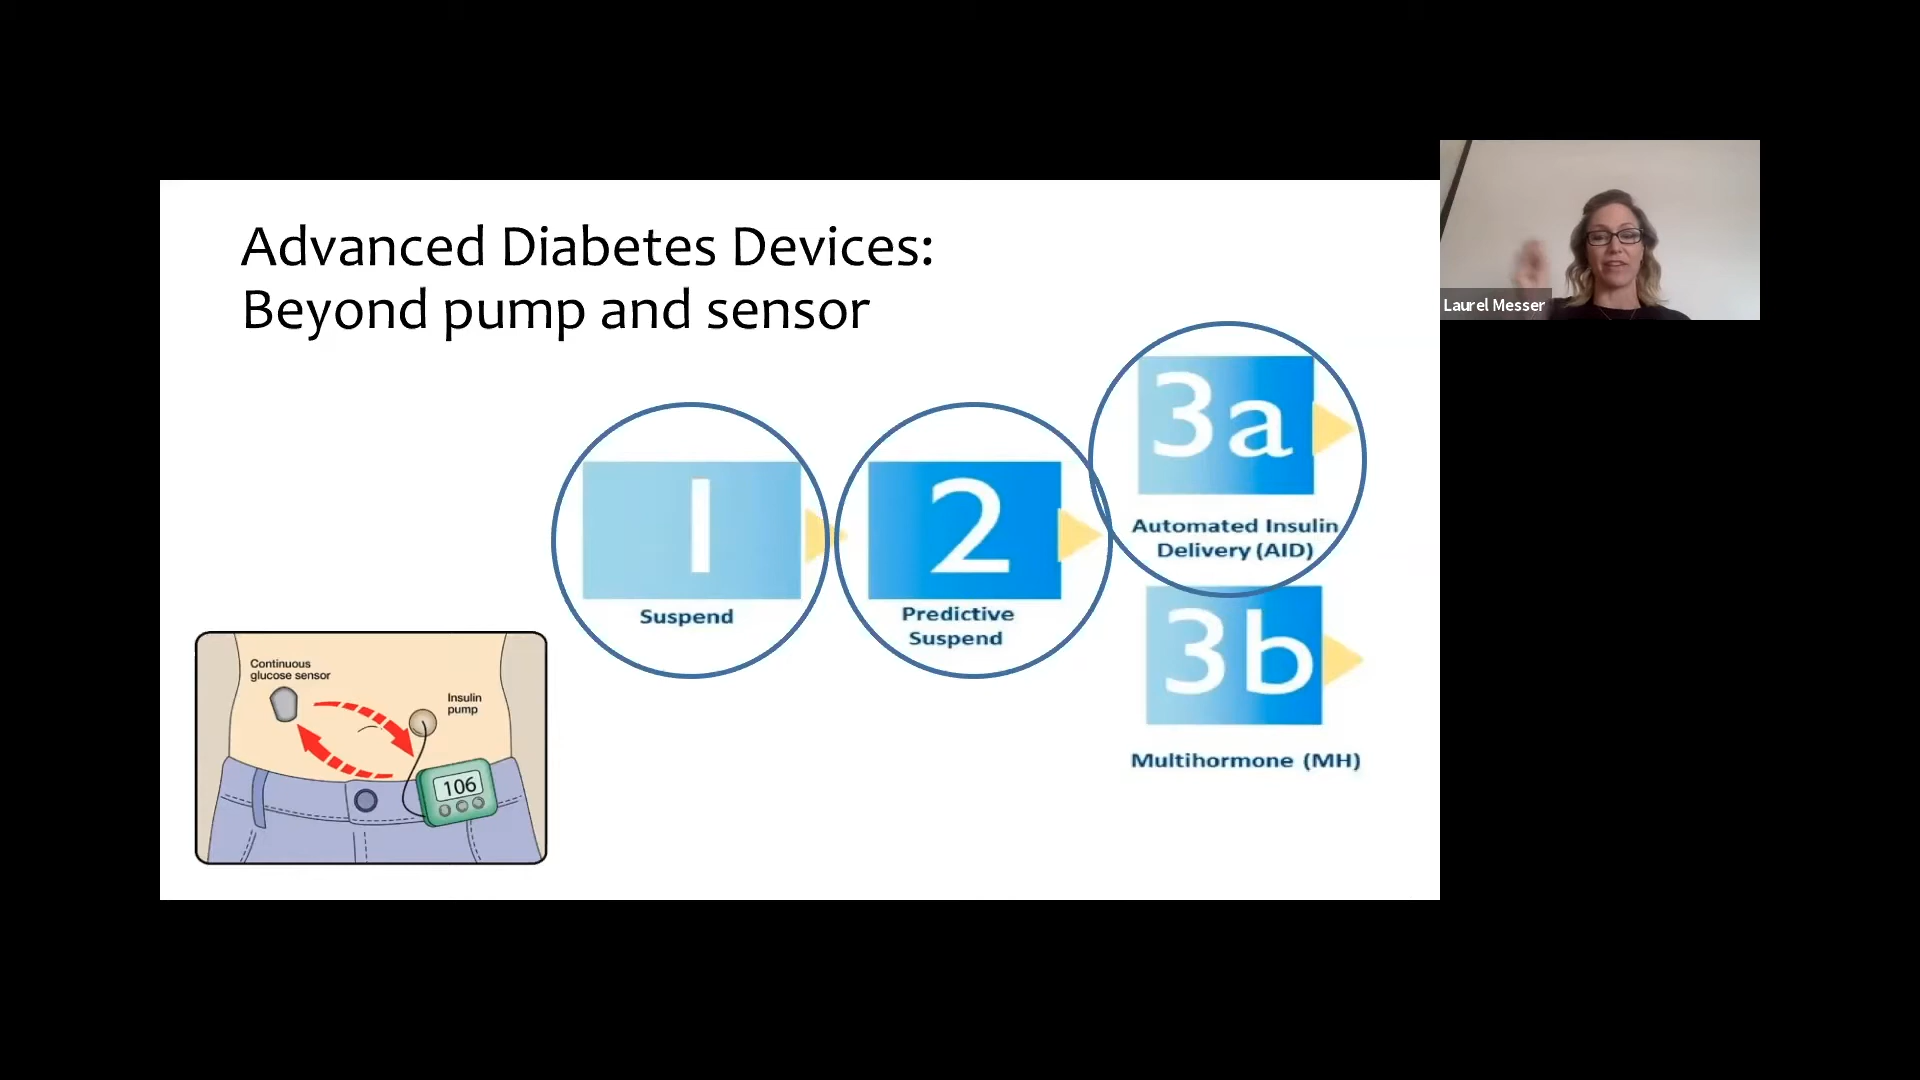 Advanced Diabetes Devices:
Beyond pump and sensor
Laurel Messer
1
Suspend
2
Predictive
Suspend
3a
Automated Insulin
Delivery (AID)
3b
Multihormone (MH)
Continuous
glucose sensor
Insulin
pump
106